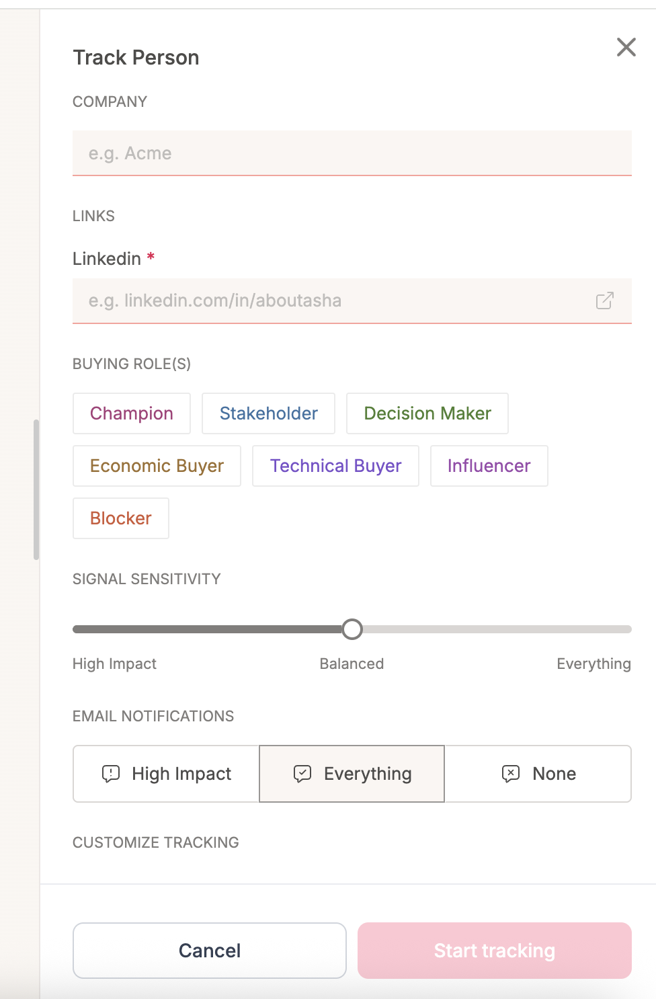 Track Person
COMPANY
e.g. Acme
LINKS
Linkedin *
e.g. linkedin.com/in/aboutasha
BUYING ROLE(S)
Champion Stakeholder Decision Maker
Economic Buyer Technical Buyer Influencer
Blocker
SIGNAL SENSITIVITY
High Impact Balanced Everything
EMAIL NOTIFICATIONS
High Impact Everything None
CUSTOMIZE TRACKING
Cancel Start tracking